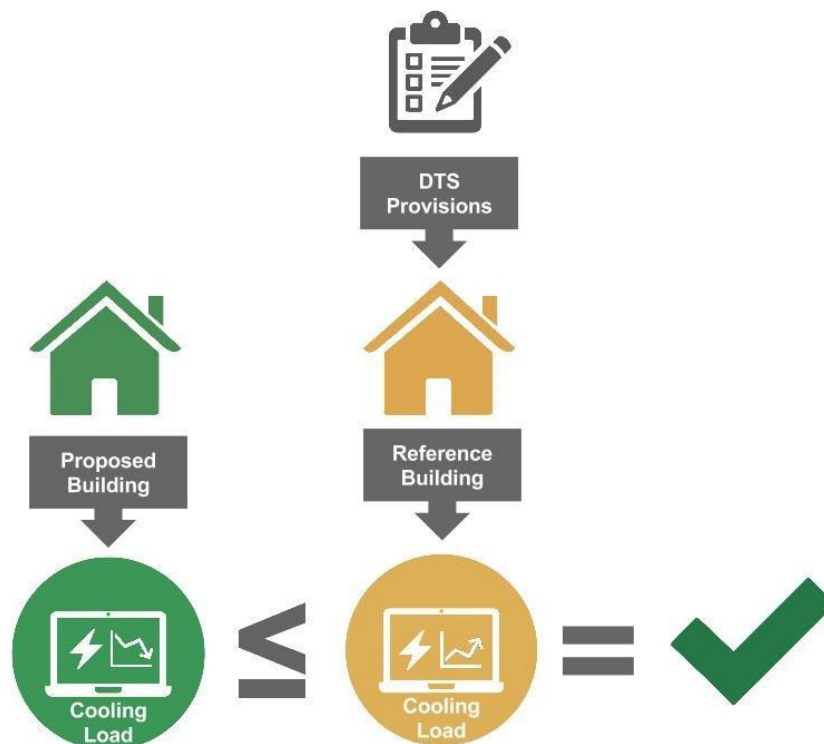 DTS
Provisions
Proposed
Building
Reference
Building
Cooling
Load
≤
Cooling
Load
=